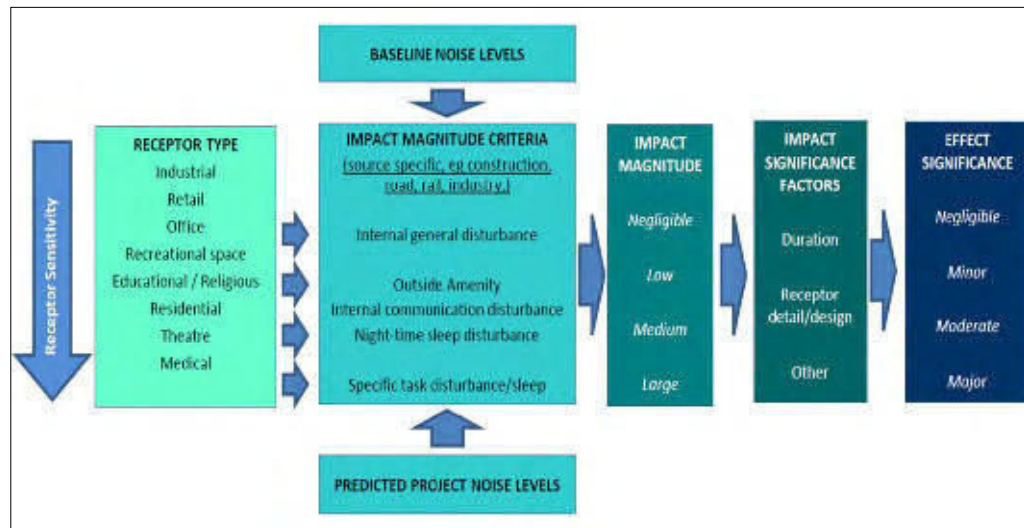 BASELINE NOISE LEVELS
Receptor Sensitivity
RECEPTOR TYPE
Industrial
Retail
Office
Recreational space
Educational / Religious
Residential
Theatre
Medical
IMPACT MAGNITUDE CRITERIA
(source specific, eg construction,
road, rail, industry,)
Internal general disturbance
Outside Amenity
Internal communication disturbance
Night-time sleep disturbance
Specific task disturbance/sleep
PREDICTED PROJECT NOISE LEVELS
IMPACT
MAGNITUDE
Negligible
Low
Medium
Large
IMPACT
SIGNIFICANCE
FACTORS
Duration
Receptor
detail/design
Other
EFFECT
SIGNIFICANCE
Negligible
Minor
Moderate
Major